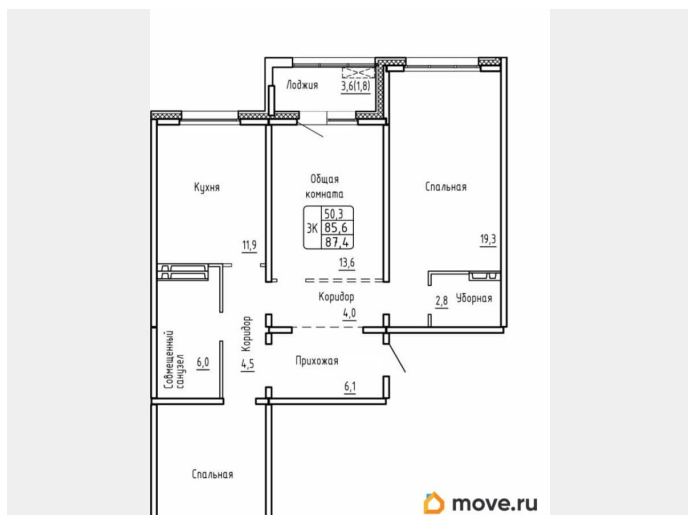 Лоджия
3,6(1,8)
Кухня
11,9
Общая
комната
3К
50,3
85,6
87,4
13,6
Спальная
19,3
Коридор
4,0
2,8
Уборная
Совмещенный
санузел
6,0
Коридор
4,5
Прихожая
6,1
Спальная
move.ru